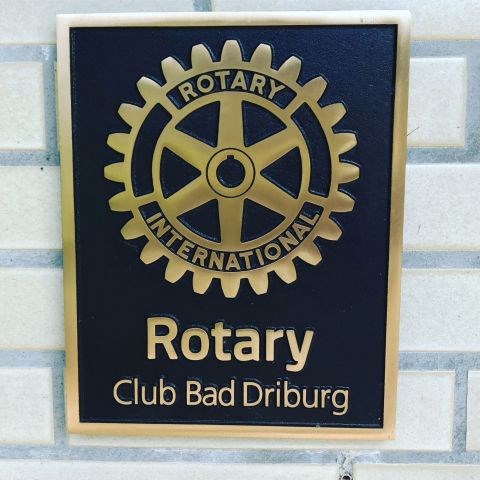 ROTARY
INTERNATIONAL
Rotary
Club Bad Driburg